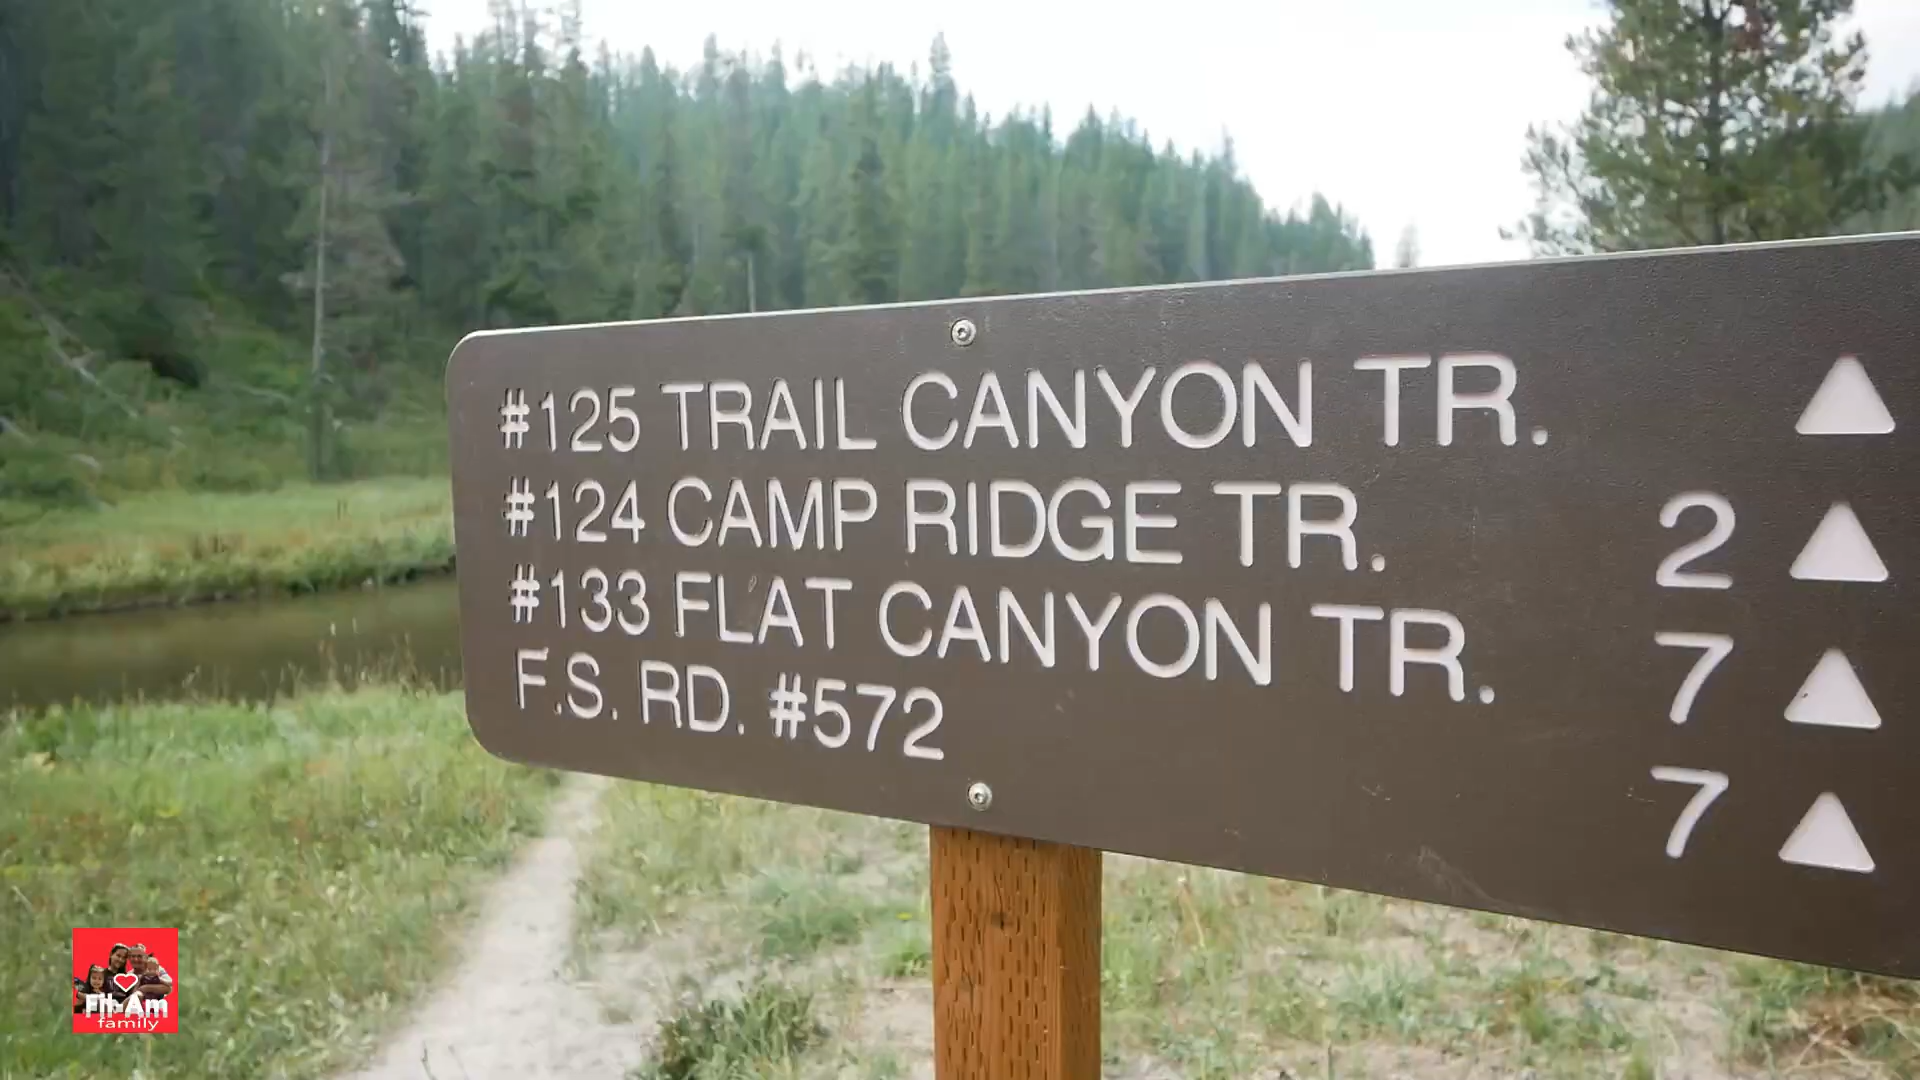 #125 TRAIL CANYON TR. ▲
#124 CAMP RIDGE TR. 2 ▲
#133 FLAT CANYON TR. 7 ▲
F.S. RD. #572 7 ▲
Fil-Am
family